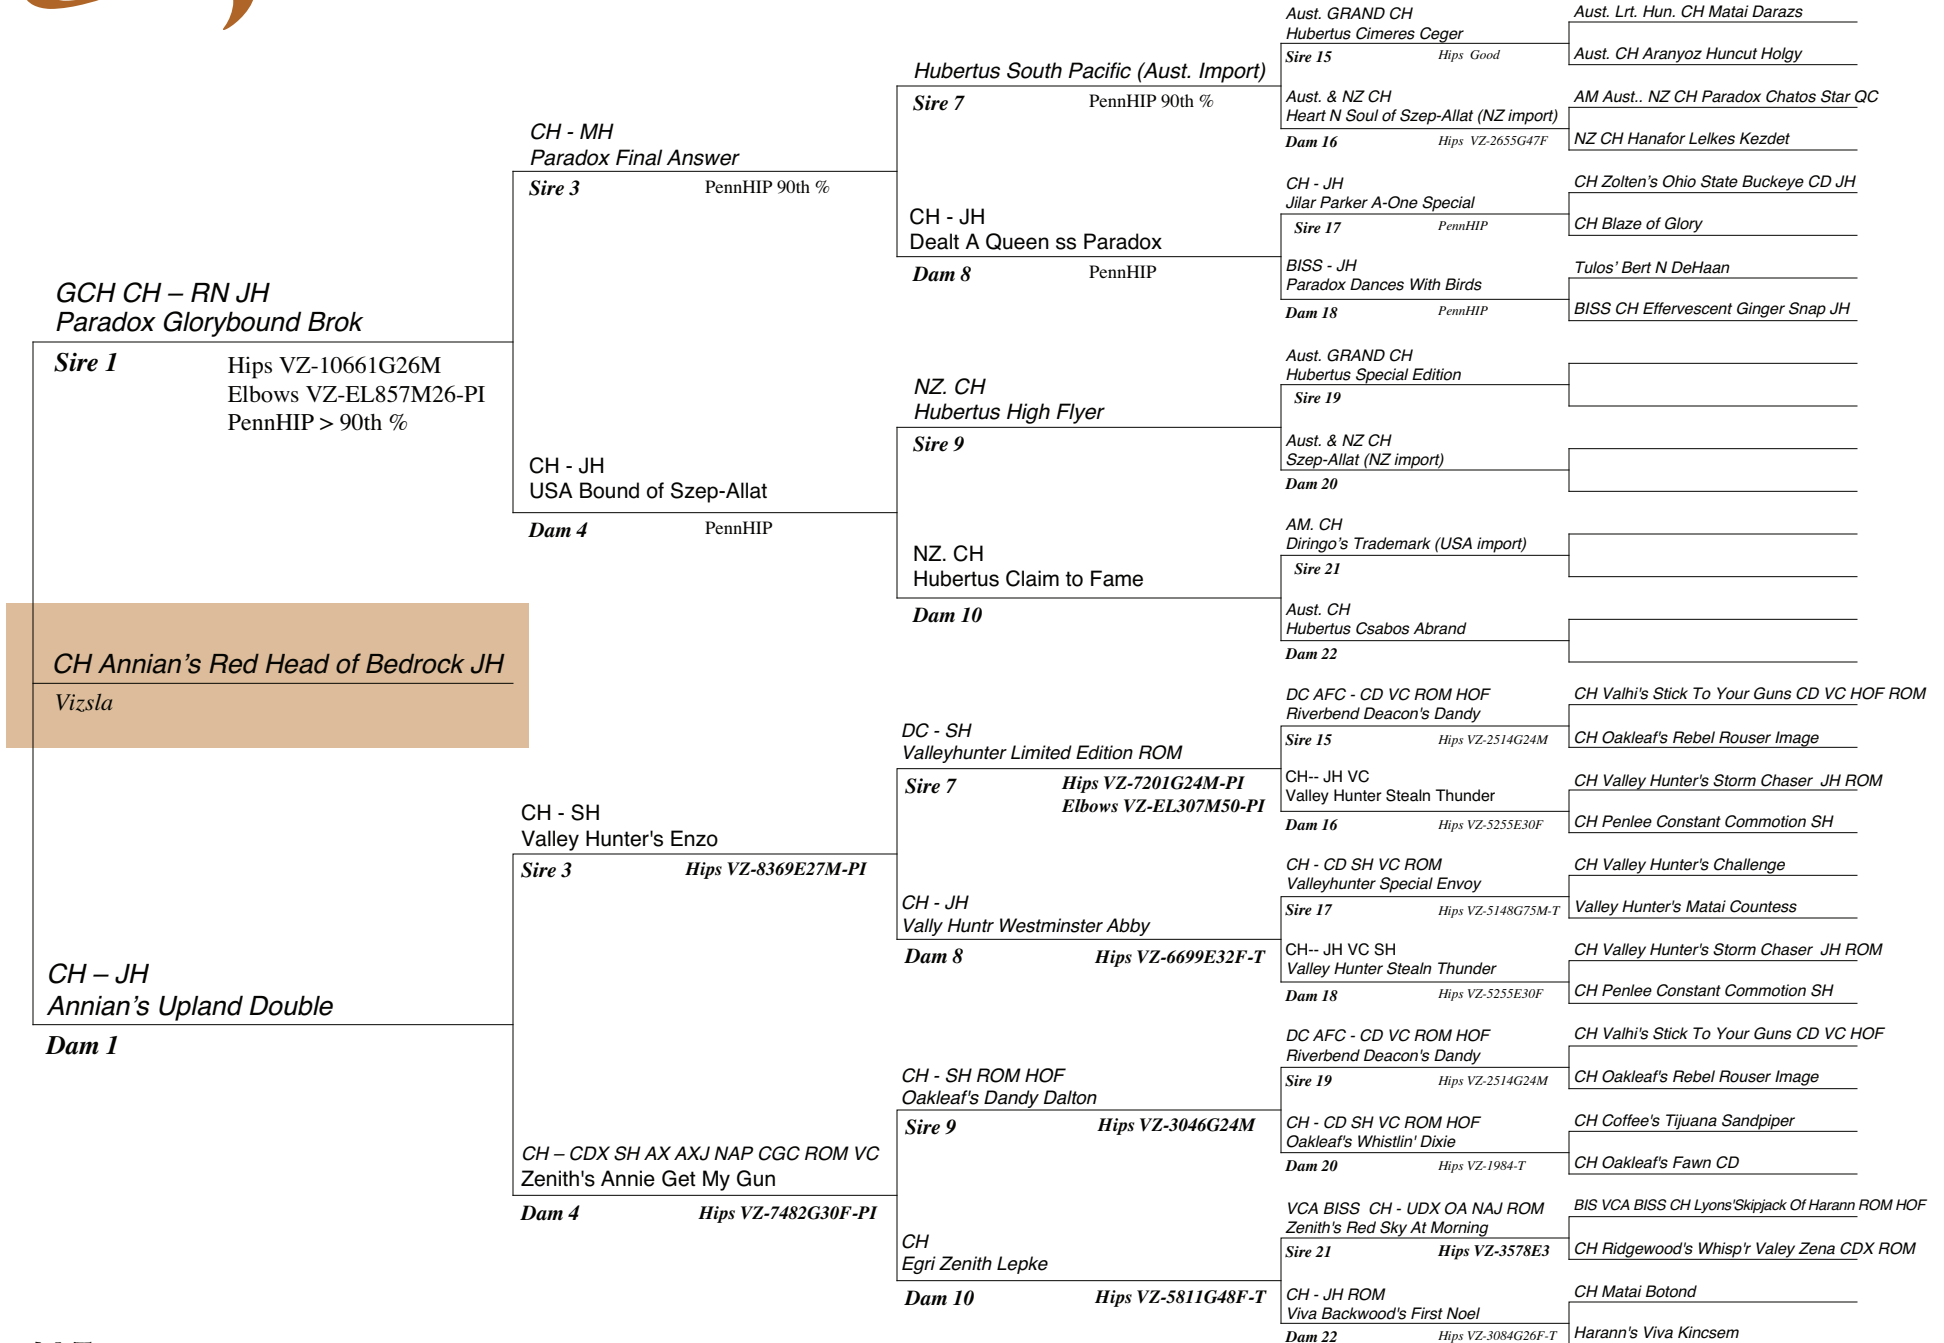 GCH CH – RN JH
Paradox Glorybound Brok
Sire 1
Hips VZ-10661G26M
Elbows VZ-EL857M26-PI
PennHIP > 90th %
CH Annian’s Red Head of Bedrock JH
Vizsla
CH – JH
Annian’s Upland Double
Dam 1
CH - MH
Paradox Final Answer
Sire 3
PennHIP 90th %
CH - JH
USA Bound of Szep-Allat
Dam 4
PennHIP
CH - SH
Valley Hunter's Enzo
Sire 3
Hips VZ-8369E27M-PI
CH – CDX SH AX AXJ NAP CGC ROM VC
Zenith's Annie Get My Gun
Dam 4
Hips VZ-7482G30F-PI
Hubertus South Pacific (Aust. Import)
Sire 7
PennHIP 90th %
CH - JH
Dealt A Queen ss Paradox
Dam 8
PennHIP
NZ. CH
Hubertus High Flyer
Sire 9
NZ. CH
Hubertus Claim to Fame
Dam 10
DC - SH
Valleyhunter Limited Edition ROM
Sire 7
Hips VZ-7201G24M-PI
Elbows VZ-EL307M50-PI
CH - JH
Vally Huntr Westminster Abby
Dam 8
Hips VZ-6699E32F-T
CH - SH ROM HOF
Oakleaf's Dandy Dalton
Sire 9
Hips VZ-3046G24M
CH
Egri Zenith Lepke
Dam 10
Hips VZ-5811G48F-T
Aust. GRAND CH
Hubertus Cimeres Ceger
Sire 15
Hips Good
Aust. & NZ CH
Heart N Soul of Szep-Allat (NZ import)
Dam 16
Hips VZ-2655G47F
CH - JH
Jilar Parker A-One Special
Sire 17
PennHIP
BISS - JH
Paradox Dances With Birds
Dam 18
PennHIP
Aust. GRAND CH
Hubertus Special Edition
Sire 19
Aust. & NZ CH
Szep-Allat (NZ import)
Dam 20
AM. CH
Diringo’s Trademark (USA import)
Sire 21
Aust. CH
Hubertus Csabos Abrand
Dam 22
DC AFC - CD VC ROM HOF
Riverbend Deacon's Dandy
Sire 15
Hips VZ-2514G24M
CH-- JH VC
Valley Hunter Stealn Thunder
Dam 16
Hips VZ-5255E30F
CH - CD SH VC ROM
Valleyhunter Special Envoy
Sire 17
Hips VZ-5148G75M-T
CH-- JH VC SH
Valley Hunter Stealn Thunder
Dam 18
Hips VZ-5255E30F
DC AFC - CD VC ROM HOF
Riverbend Deacon's Dandy
Sire 19
Hips VZ-2514G24M
CH - CD SH VC ROM HOF
Oakleaf's Whistlin' Dixie
Dam 20
Hips VZ-1984-T
VCA BISS CH - UDX OA NAJ ROM
Zenith's Red Sky At Morning
Sire 21
Hips VZ-3578E3
CH - JH ROM
Viva Backwood's First Noel
Dam 22
Hips VZ-3084G26F-T
Aust. Lrt. Hun. CH Matai Darazs
Aust. CH Aranyoz Huncut Holgy
AM Aust.. NZ CH Paradox Chatos Star QC
NZ CH Hanafor Lelkes Kezdet
CH Zolten’s Ohio State Buckeye CD JH
CH Blaze of Glory
Tulos’ Bert N DeHaan
BISS CH Effervescent Ginger Snap JH
CH Valhi's Stick To Your Guns CD VC HOF ROM
CH Oakleaf's Rebel Rouser Image
CH Valley Hunter's Storm Chaser JH ROM
CH Penlee Constant Commotion SH
CH Valley Hunter's Challenge
Valley Hunter's Matai Countess
CH Valley Hunter's Storm Chaser JH ROM
CH Penlee Constant Commotion SH
CH Valhi's Stick To Your Guns CD VC HOF
CH Oakleaf's Rebel Rouser Image
CH Coffee's Tijuana Sandpiper
CH Oakleaf's Fawn CD
BIS VCA BISS CH Lyons'Skipjack Of Harann ROM HOF
CH Ridgewood's Whisp'r Valey Zena CDX ROM
CH Matai Botond
Harann's Viva Kincsem